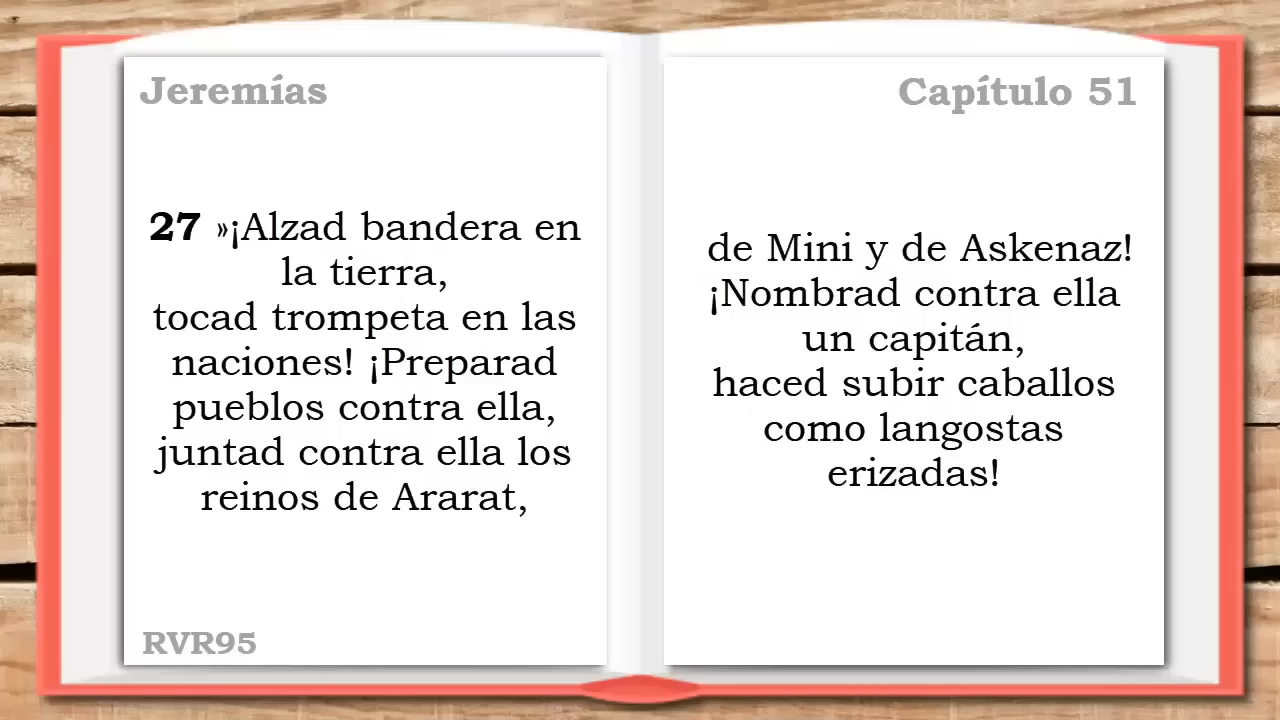 Jeremías
27 »¡Alzad bandera en
la tierra,
tocad trompeta en las
naciones! ¡Preparad
pueblos contra ella,
juntad contra ella los
reinos de Ararat,
RVR95
Capítulo 51
de Mini y de Askenaz!
¡Nombrad contra ella
un capitán,
haced subir caballos
como langostas
erizadas!